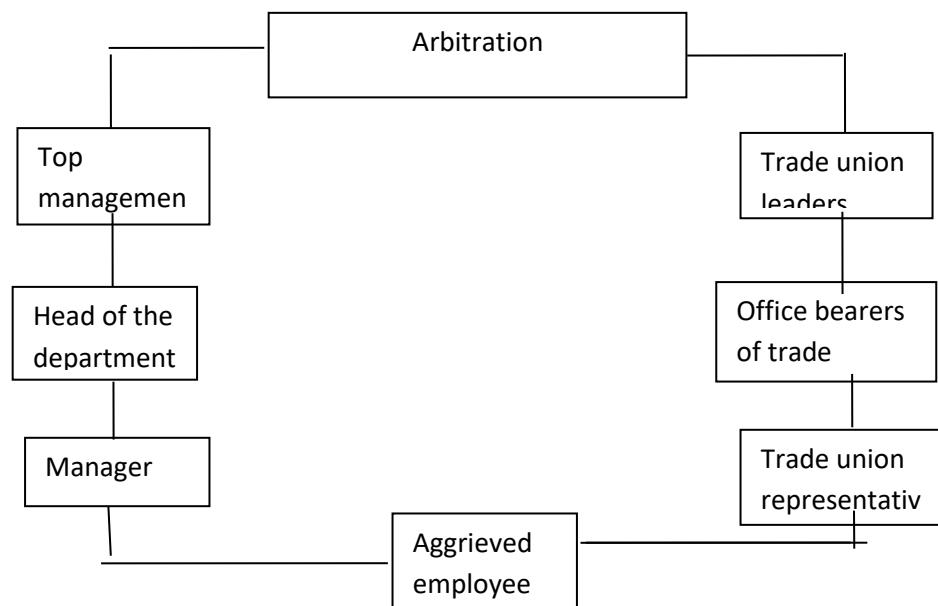 Arbitration
Top
managemen
Trade union
leaders
Head of the
department
Office bearers
of trade
Manager
Trade union
representativ
Aggrieved
employee